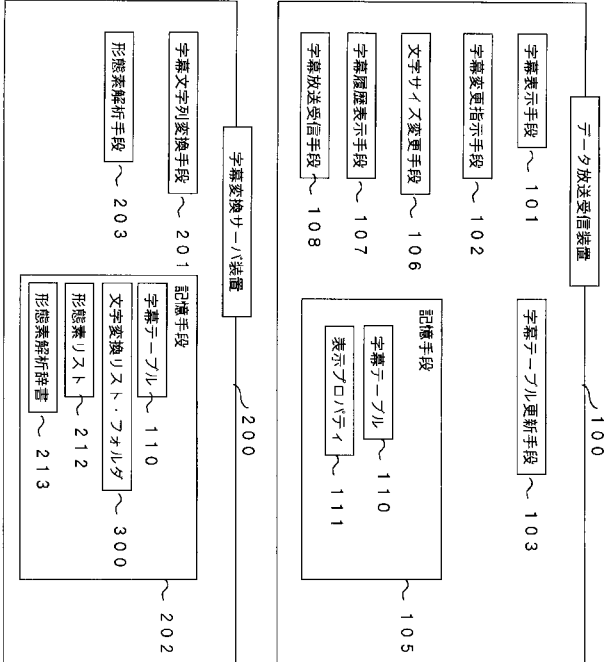 データ放送受信装置
100
字幕表示手段
101
字幕変更指示手段
102
文字サイズ変更手段
106
字幕履歴表示手段
107
字幕放送受信手段
108
字幕テーブル更新手段
103
記憶手段
105
字幕テーブル
110
表示プロパティ
111
字幕変換サーバ装置
200
字幕文字列変換手段
201
形態素解析手段
203
記憶手段
202
字幕テーブル
110
文字変換リスト・フォルダ
300
形態素リスト
212
形態素解析辞書
213